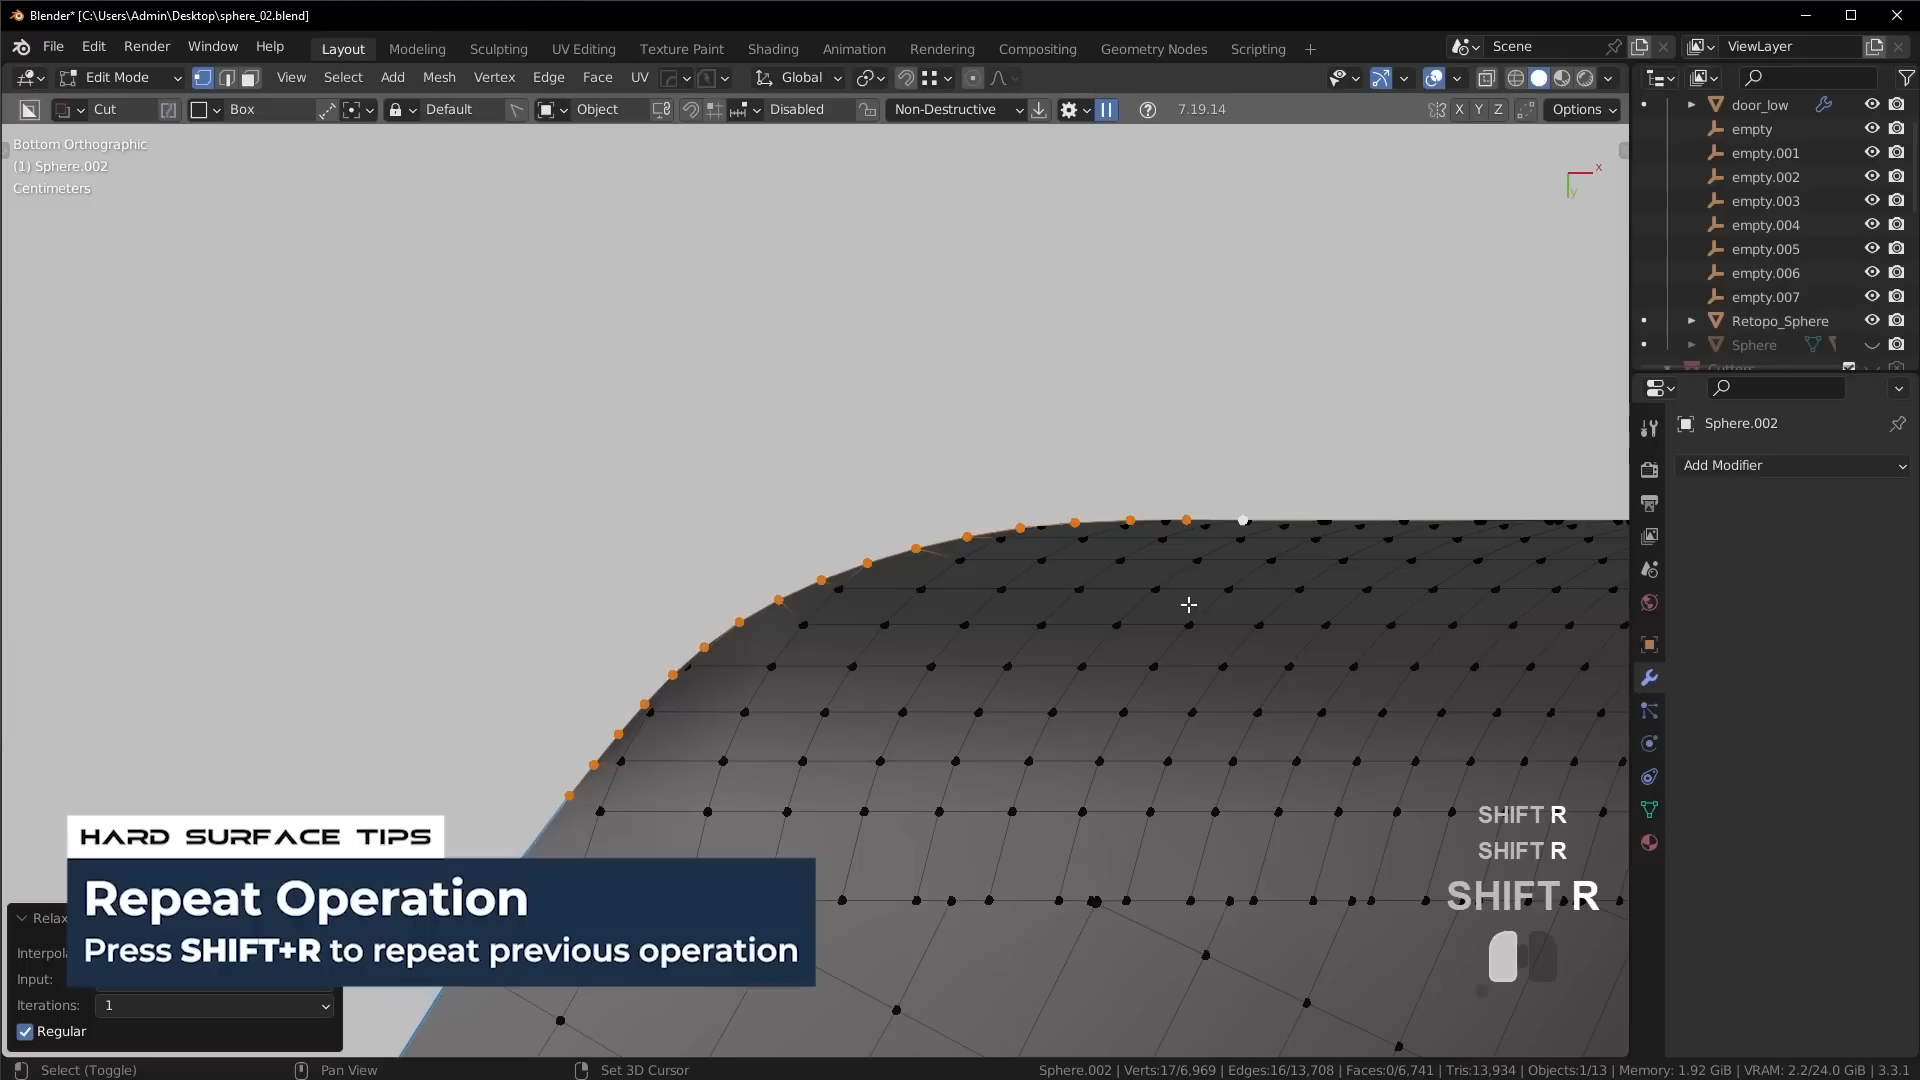 Blender* [C:\Users\Admin\Desktop\sphere_02.blend]
File Edit Render Window Help Layout Modeling Sculpting UV Editing Texture Paint Shading Animation Rendering Compositing Geometry Nodes Scripting + Scene ViewLayer
Edit Mode View Select Add Mesh Vertex Edge Face UV Global
Cut Box Default Object Disabled Non-Destructive 7.19.14 X Y Z Options
Bottom Orthographic
(1) Sphere.002
Centimeters
x
y
door_low
empty
empty.001
empty.002
empty.003
empty.004
empty.005
empty.006
empty.007
Retopo_Sphere
Sphere
Cutters
Sphere.002
Add Modifier
SHIFT R
SHIFT R
SHIFT R
HARD SURFACE TIPS
Repeat Operation
Press SHIFT+R to repeat previous operation
Relax
Input:
Iterations: 1
Regular
Select (Toggle) Pan View Set 3D Cursor Sphere.002 | Verts:17/6,969 | Edges:16/13,708 | Faces:0/6,741 | Tris:13,934 | Objects:1/13 | Memory: 1.92 GiB | VRAM: 2.2/24.0 GiB | 3.3.1